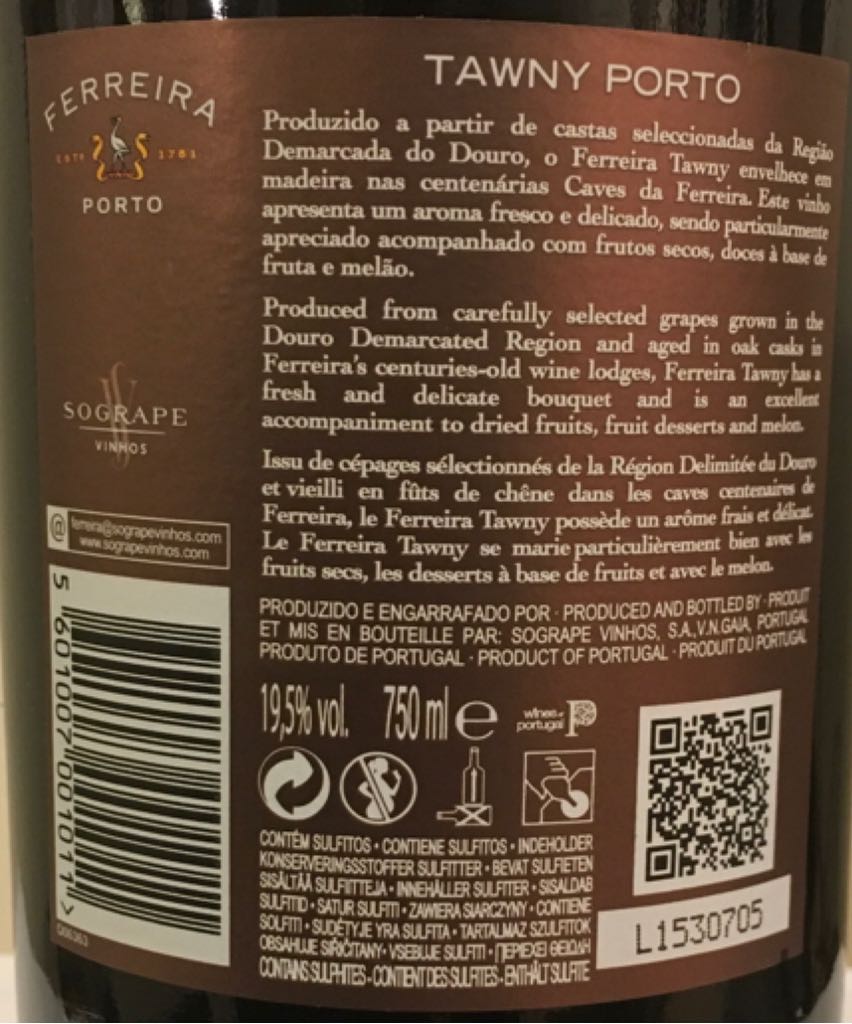 FERREIRA
ESTD 1751
PORTO
TAWNY PORTO
Produzido a partir de castas seleccionadas da Região
Demarcada do Douro, o Ferreira Tawny envelhece em
madeira nas centenárias Caves da Ferreira. Este vinho
apresenta um aroma fresco e delicado, sendo particularmente
apreciado acompanhado com frutos secos, doces à base de
fruta e melão.
Produced from carefully selected grapes grown in the
Douro Demarcated Region and aged in oak casks in
Ferreira's centuries-old wine lodges, Ferreira Tawny has a
fresh and delicate bouquet and is an excellent
accompaniment to dried fruits, fruit desserts and melon.
Issu de cépages sélectionnés de la Région Delimitée du Douro
et vieilli en fûts de chêne dans les caves centenaires de
Ferreira, le Ferreira Tawny possède un arôme frais et délicat.
Le Ferreira Tawny se marie particulièrement bien avec les
fruits secs, les desserts à base de fruits et avec le melon.
SOGRAPE
VINHOS
@ ferreira@sograpevinhos.com
www.sograpevinhos.com
5 601007 001011 >
PRODUZIDO E ENGARRAFADO POR · PRODUCED AND BOTTLED BY · PRODUIT
ET MIS EN BOUTEILLE PAR: SOGRAPE VINHOS, S.A.,V.N.GAIA, PORTUGAL
PRODUTO DE PORTUGAL · PRODUCT OF PORTUGAL · PRODUIT DU PORTUGAL
19,5% vol. 750 ml e
wines of
portugal
CONTÉM SULFITOS · CONTIENE SULFITOS · INDEHOLDER
KONSERVERINGSSTOFFER SULFITTER · BEVAT SULFIETEN
SISÄLTÄÄ SULFIITTEJA · INNEHÅLLER SULFITER · SISALDAB
SULFITID · SATUR SULFITI · ZAWIERA SIARCZYNY · CONTIENE
SOLFITI · SUDĖTYJE YRA SULFITA · TARTALMAZ SZULFITOK
OBSAHUJE SIŘIČITANY · VSEBUJE SULFITI · ΠΕΡΙΕΧΕΙ ΘΕΙΩΔΗ
CONTAINS SULPHITES · CONTIENT DES SULFITES · ENTHÄLT SULFITE
L1530705